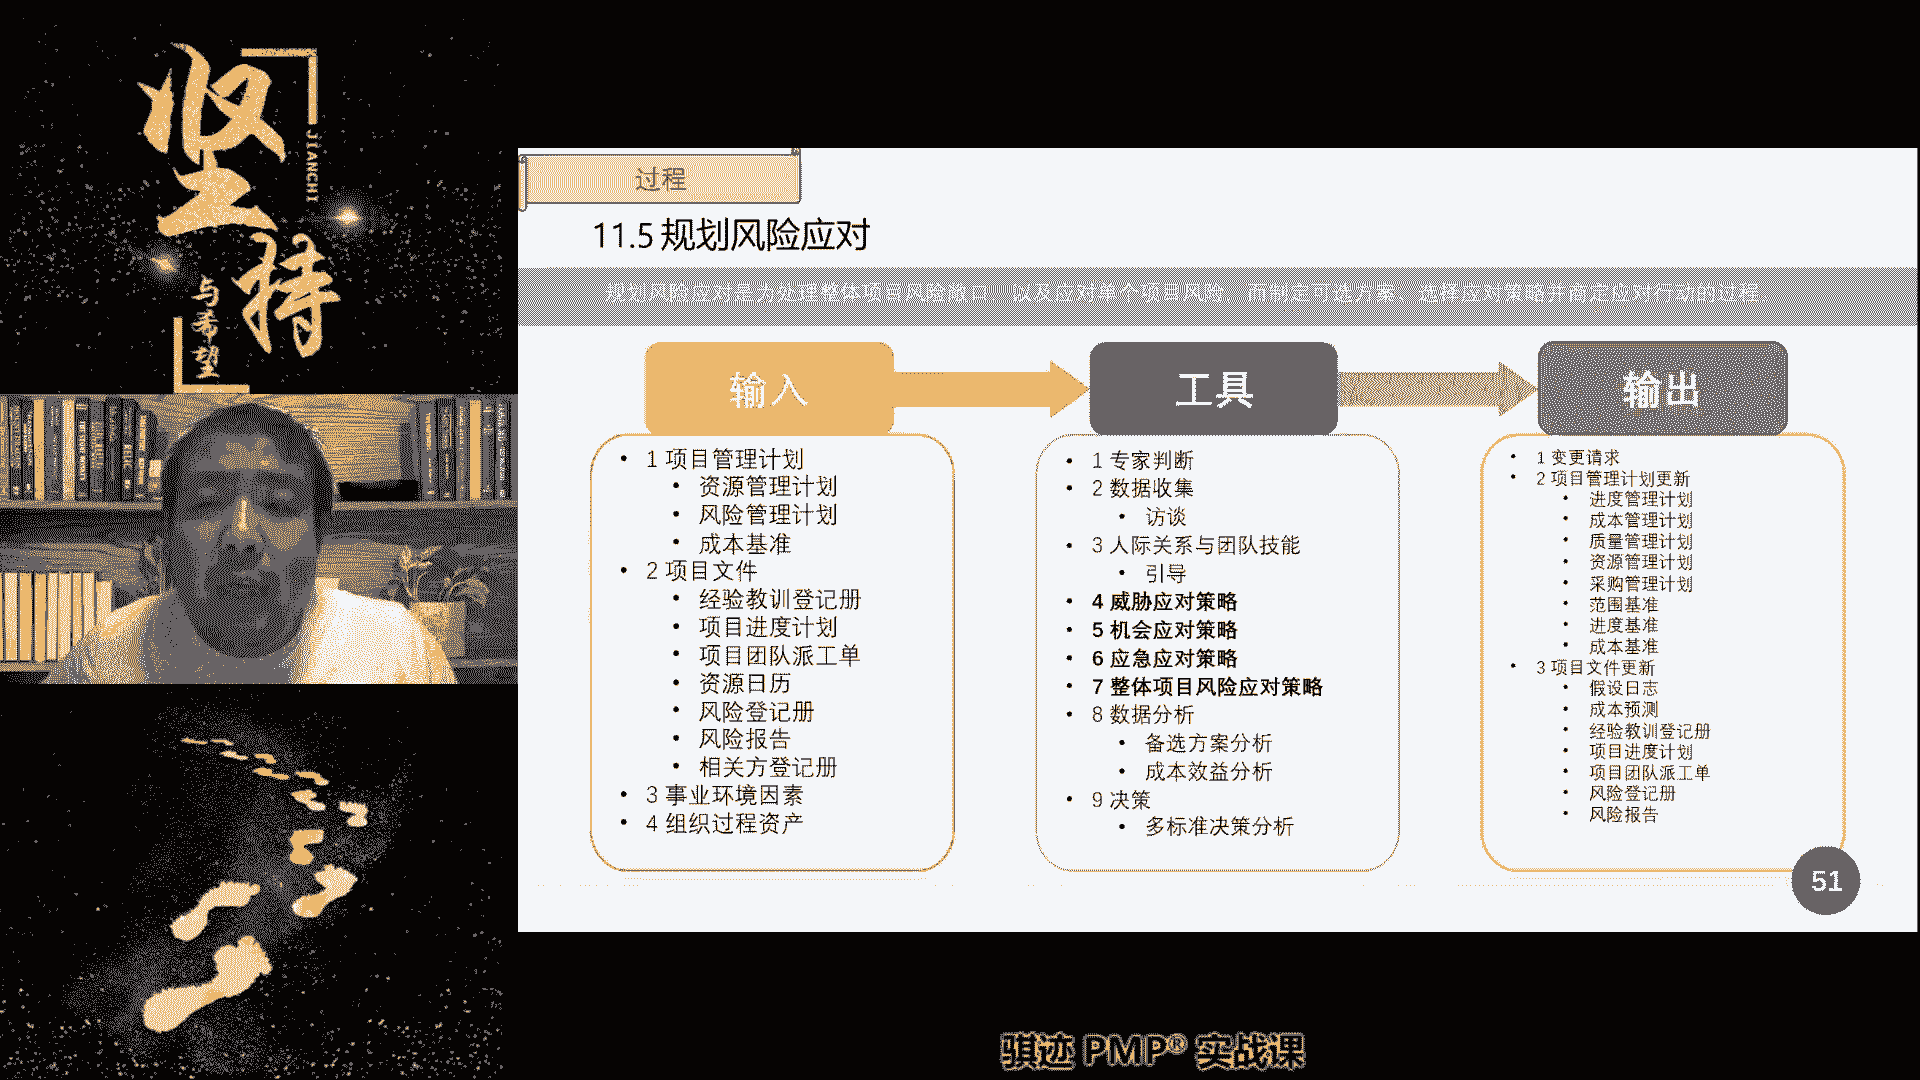 坚持
JIANCHI
与希望
过程
11.5 规划风险应对
规划风险应对是为处理整体项目风险敞口,以及应对单个项目风险,而制定可选方案、选择应对策略并商定应对行动的过程
输入
• 1 项目管理计划
• 资源管理计划
• 风险管理计划
• 成本基准
• 2 项目文件
• 经验教训登记册
• 项目进度计划
• 项目团队派工单
• 资源日历
• 风险登记册
• 风险报告
• 相关方登记册
• 3 事业环境因素
• 4 组织过程资产
工具
• 1 专家判断
• 2 数据收集
• 访谈
• 3 人际关系与团队技能
• 引导
• 4 威胁应对策略
• 5 机会应对策略
• 6 应急应对策略
• 7 整体项目风险应对策略
• 8 数据分析
• 备选方案分析
• 成本效益分析
• 9 决策
• 多标准决策分析
输出
• 1 变更请求
• 2 项目管理计划更新
• 进度管理计划
• 成本管理计划
• 质量管理计划
• 资源管理计划
• 采购管理计划
• 范围基准
• 进度基准
• 成本基准
• 3 项目文件更新
• 假设日志
• 成本预测
• 经验教训登记册
• 项目进度计划
• 项目团队派工单
• 风险登记册
• 风险报告
51
骐迹 PMP® 实战课